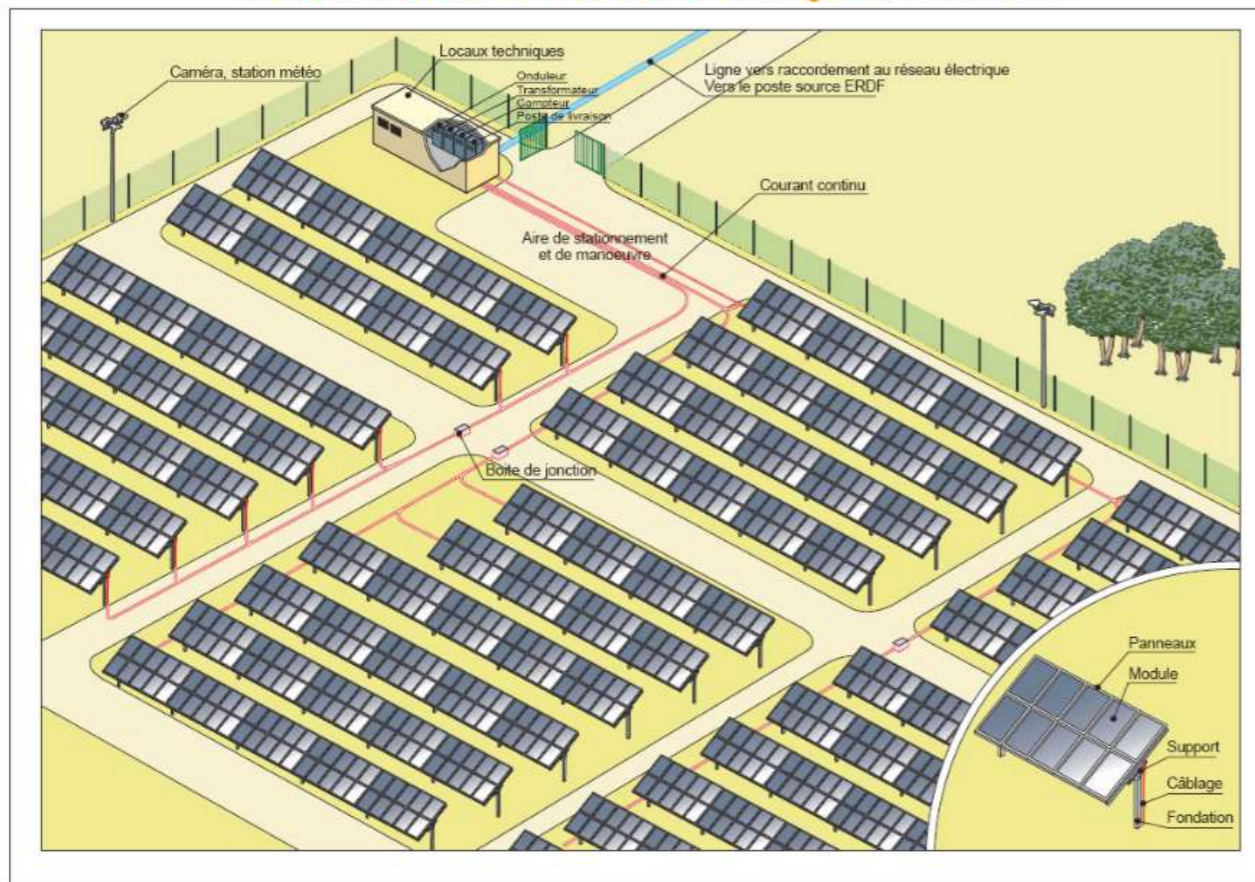 Caméra, station météo
Locaux techniques
Onduleur
Transformateur
Compteur
Poste de livraison
Ligne vers raccordement au réseau électrique
Vers le poste source ERDF
Courant continu
Aire de stationnement
et de manoeuvre
Boite de jonction
Panneaux
Module
Support
Câblage
Fondation